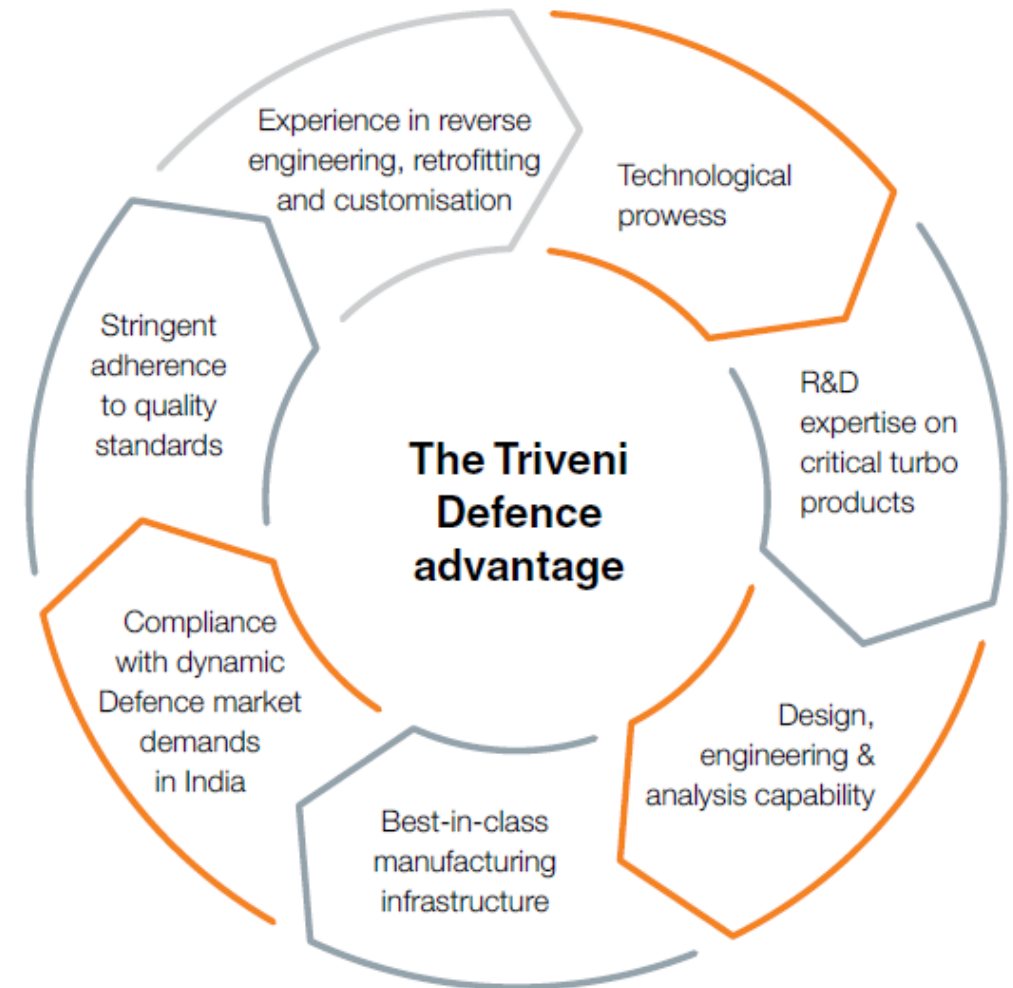 Experience in reverse
engineering, retrofitting
and customisation
Technological
prowess
R&D
expertise on
critical turbo
products
Design,
engineering &
analysis capability
Best-in-class
manufacturing
infrastructure
Compliance
with dynamic
Defence market
demands
in India
Stringent
adherence
to quality
standards
The Triveni
Defence
advantage